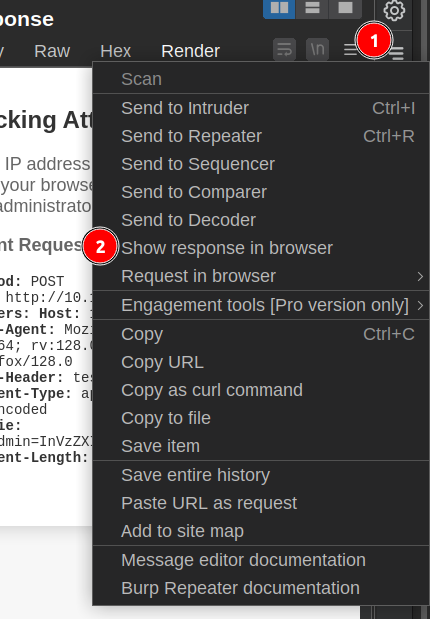 ponse
y Raw Hex Render \n
1
cking Att
IP address
your browse
administrato
nt Reques
od: POST
http://10.1
ers: Host:
-Agent: Mozi
64; rv:128.0
fox/128.0
-Header: tes
ent-Type: ap
ncoded
ie:
dmin=InVzZXI
ent-Length:
Scan
Send to Intruder Ctrl+I
Send to Repeater Ctrl+R
Send to Sequencer
Send to Comparer
Send to Decoder
2 Show response in browser
Request in browser
Engagement tools [Pro version only]
Copy Ctrl+C
Copy URL
Copy as curl command
Copy to file
Save item
Save entire history
Paste URL as request
Add to site map
Message editor documentation
Burp Repeater documentation